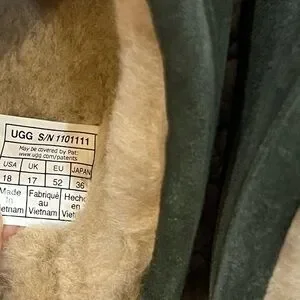 UGG S/N 1101111
May be covered by Pat:
www.ugg.com/patents
USA UK EU JAPAN
18 17 52 36
Made Fabriqué Hecho
in au en
Vietnam Vietnam Viet